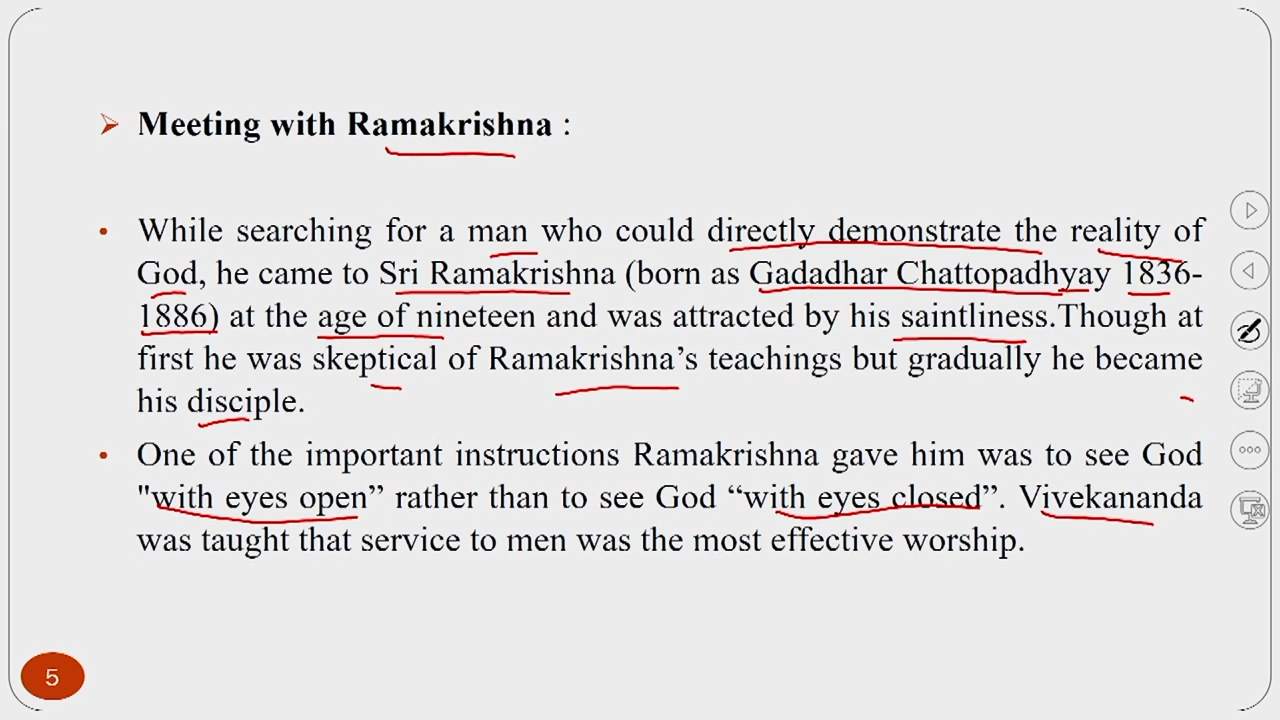 ➢ Meeting with Ramakrishna :
• While searching for a man who could directly demonstrate the reality of
God, he came to Sri Ramakrishna (born as Gadadhar Chattopadhyay 1836-
1886) at the age of nineteen and was attracted by his saintliness.Though at
first he was skeptical of Ramakrishna’s teachings but gradually he became
his disciple.
• One of the important instructions Ramakrishna gave him was to see God
"with eyes open” rather than to see God “with eyes closed”. Vivekananda
was taught that service to men was the most effective worship.
5